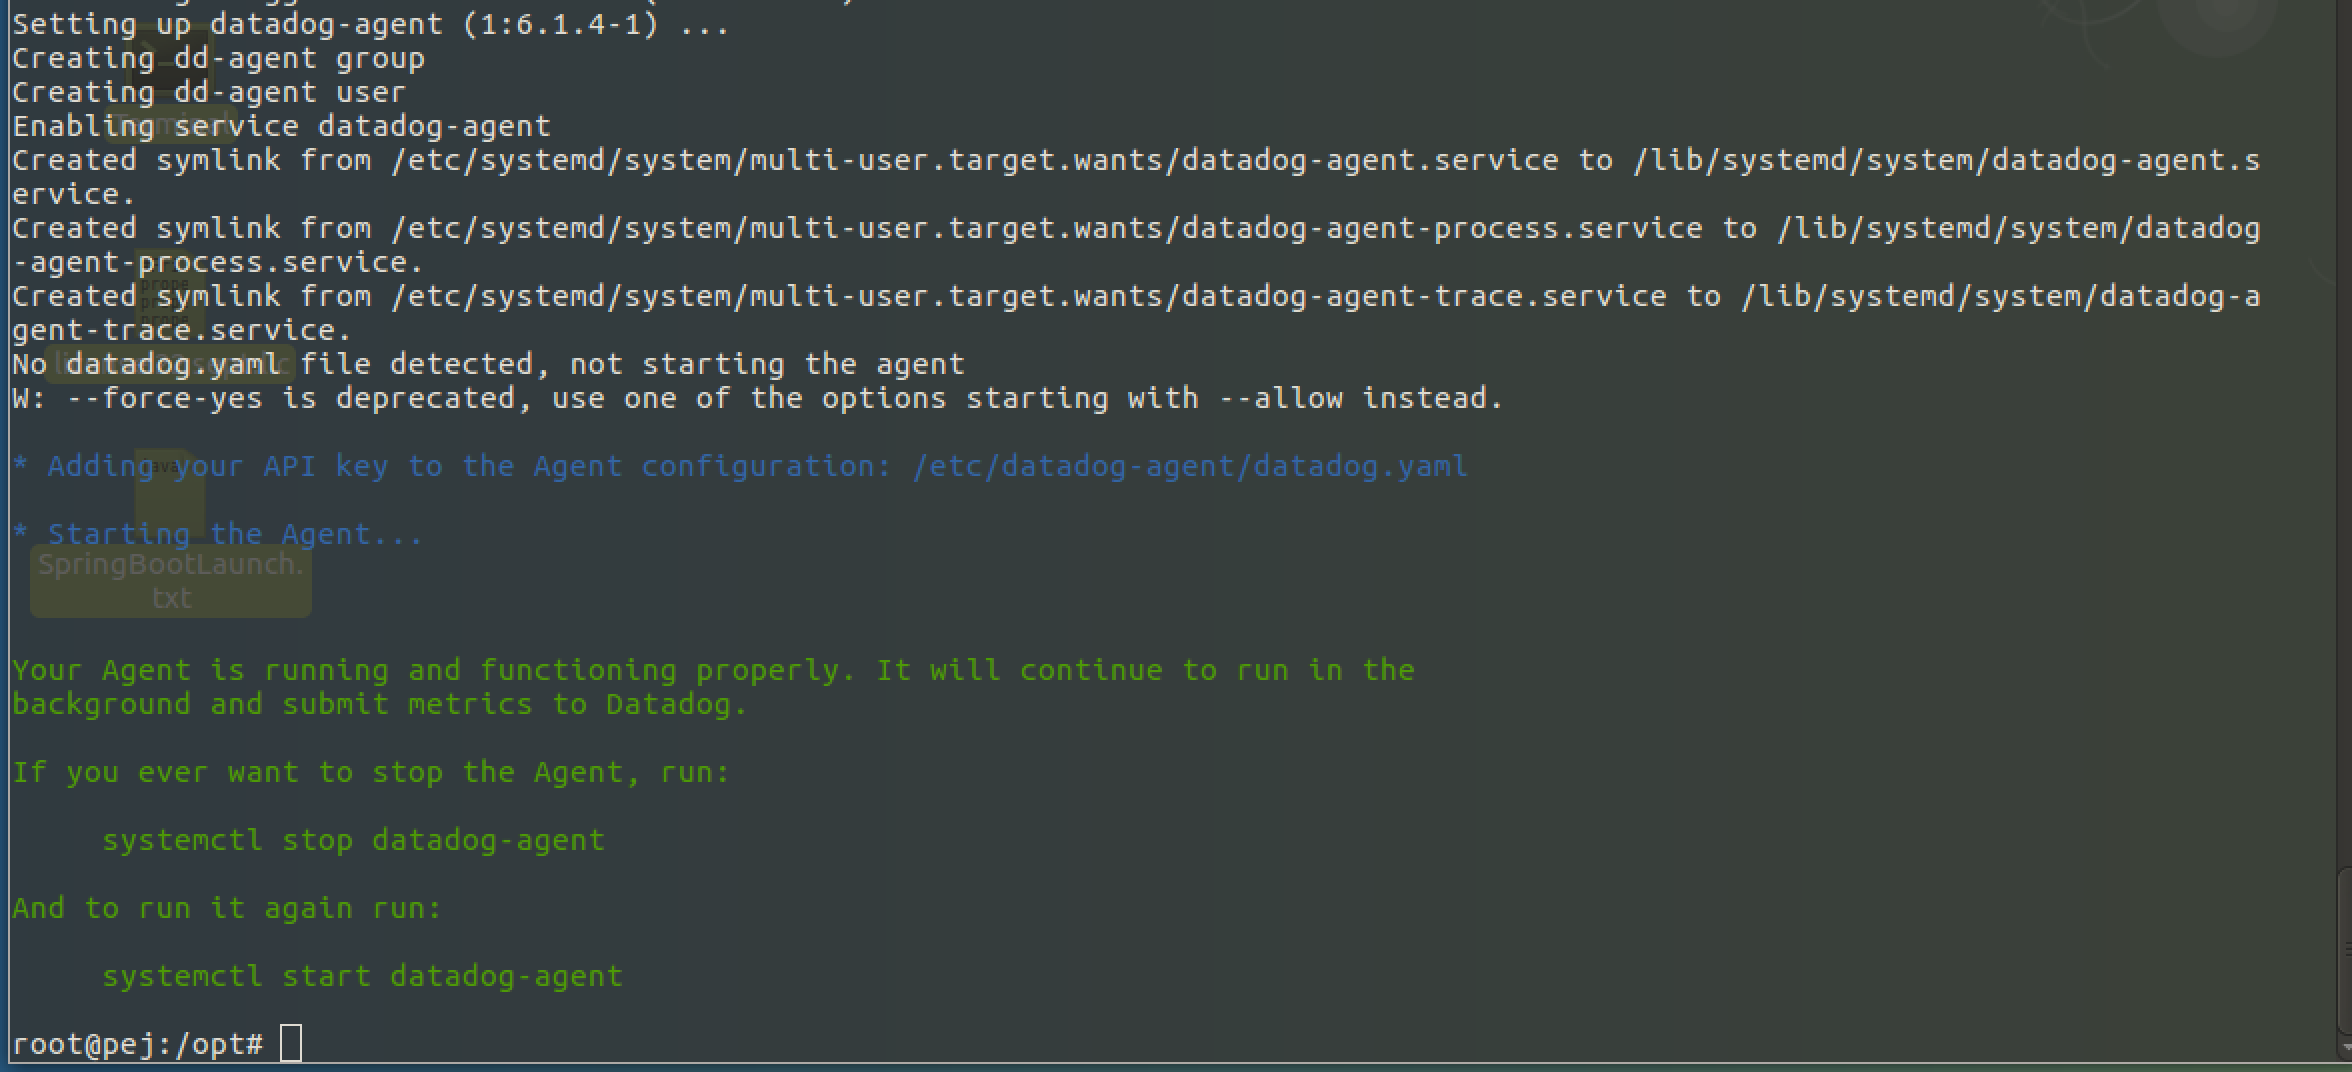 Setting up datadog-agent (1:6.1.4-1) ...
Creating dd-agent group
Creating dd-agent user
Enabling service datadog-agent
Created symlink from /etc/systemd/system/multi-user.target.wants/datadog-agent.service to /lib/systemd/system/datadog-agent.s
ervice.
Created symlink from /etc/systemd/system/multi-user.target.wants/datadog-agent-process.service to /lib/systemd/system/datadog
-agent-process.service.
Created symlink from /etc/systemd/system/multi-user.target.wants/datadog-agent-trace.service to /lib/systemd/system/datadog-a
gent-trace.service.
No datadog.yaml file detected, not starting the agent
W: --force-yes is deprecated, use one of the options starting with --allow instead.
* Adding your API key to the Agent configuration: /etc/datadog-agent/datadog.yaml
* Starting the Agent...
Your Agent is running and functioning properly. It will continue to run in the
background and submit metrics to Datadog.
If you ever want to stop the Agent, run:
systemctl stop datadog-agent
And to run it again run:
systemctl start datadog-agent
root@pej:/opt#
Terminal
prope
prope
prope
java
SpringBootLaunch.
txt